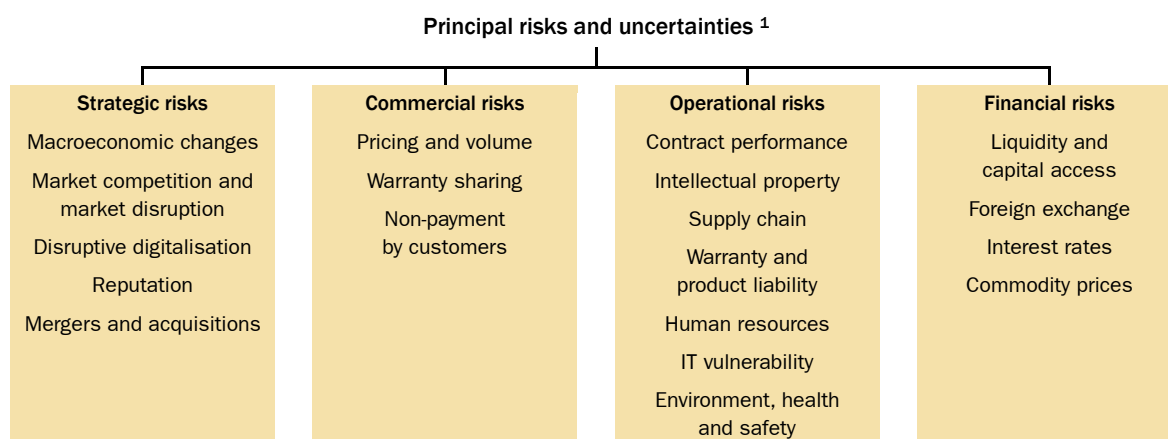 Principal risks and uncertainties 1
Strategic risks
Macroeconomic changes
Market competition and
market disruption
Disruptive digitalisation
Reputation
Mergers and acquisitions
Commercial risks
Pricing and volume
Warranty sharing
Non-payment
by customers
Operational risks
Contract performance
Intellectual property
Supply chain
Warranty and
product liability
Human resources
IT vulnerability
Environment, health
and safety
Financial risks
Liquidity and
capital access
Foreign exchange
Interest rates
Commodity prices